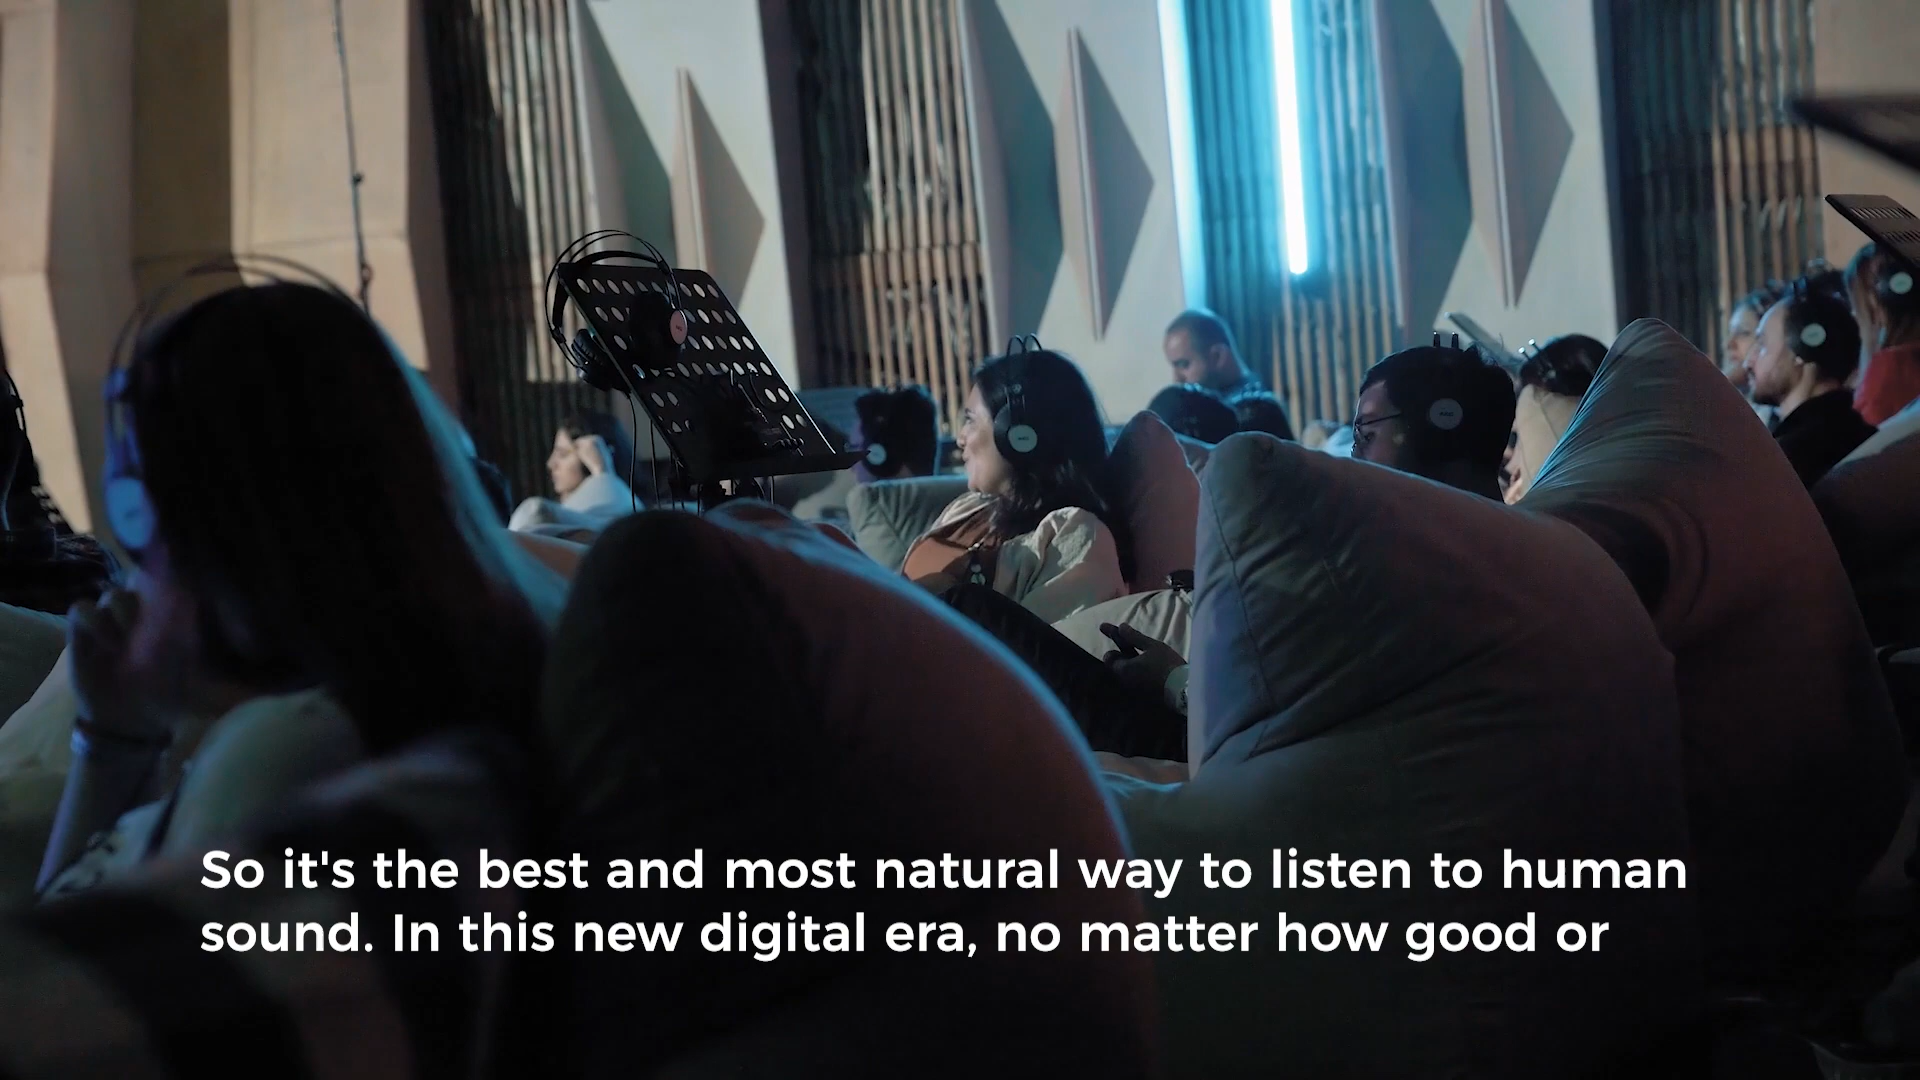 So it's the best and most natural way to listen to human
sound. In this new digital era, no matter how good or